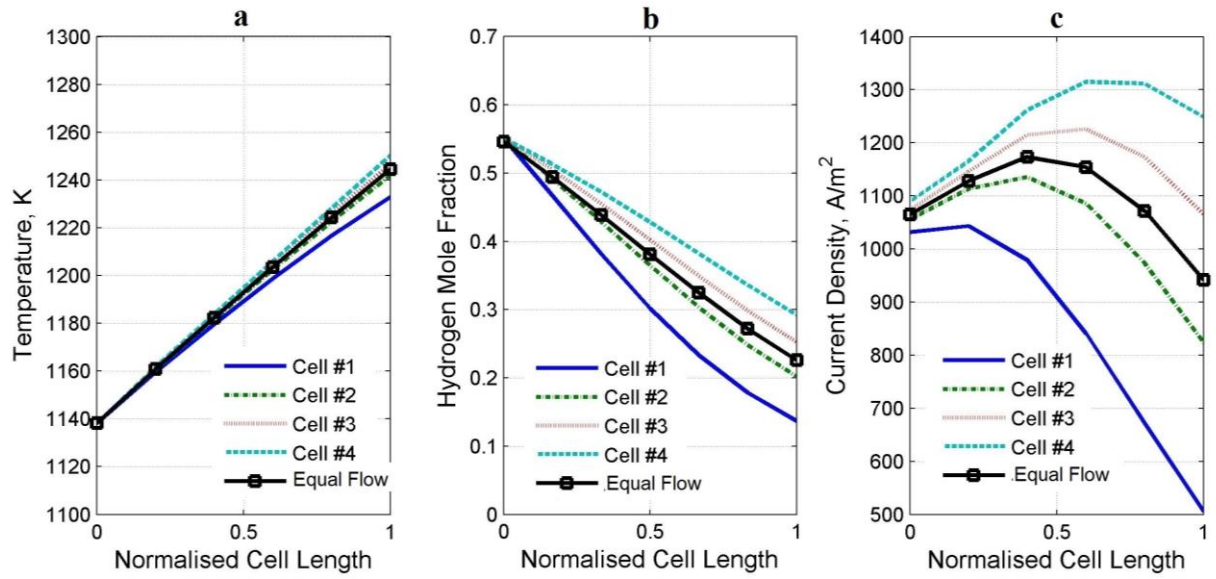 a
1300
1280
1260
1240
1220
1200
1180
1160
1140
1120
1100
0
0.5
1
Temperature, K
Normalised Cell Length
Cell #1
Cell #2
Cell #3
Cell #4
Equal Flow
b
0.7
0.6
0.5
0.4
0.3
0.2
0.1
0
0
0.5
1
Hydrogen Mole Fraction
Normalised Cell Length
Cell #1
Cell #2
Cell #3
Cell #4
.Equal Flow
c
1400
1300
1200
1100
1000
900
800
700
600
500
0
0.5
1
Current Density, A/m²
Normalised Cell Length
Cell #1
Cell #2
Cell #3
Cell #4
.Equal Flow